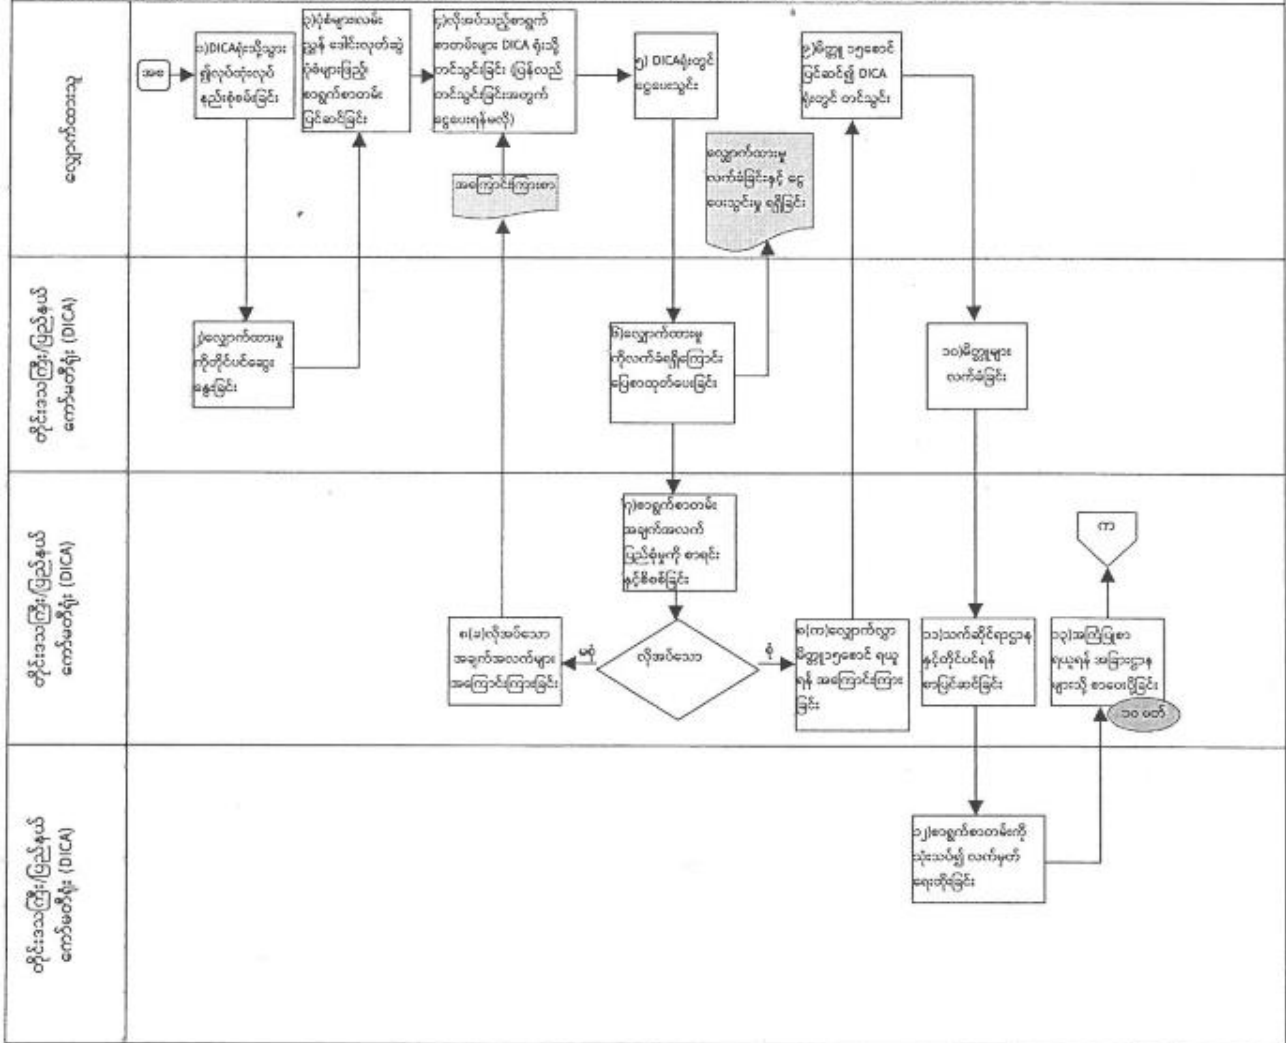 လျှောက်ထားသူ
အစ
၁)DICAရုံးသို့သွား
၍လုပ်ထုံးလုပ်
နည်းစုံစမ်းခြင်း
၃)ပုံစံများ၊လမ်း
ညွှန် ဒေါင်းလုတ်ဆွဲ
ပုံစံများဖြည့်၊
စာရွက်စာတမ်း
ပြင်ဆင်ခြင်း
၄)လိုအပ်သည့်စာရွက်
စာတမ်းများ DICA ရုံးသို့
တင်သွင်းခြင်း (ပြန်လည်
တင်သွင်းခြင်းအတွက်
ငွေပေးရန်မလို)
၅) DICAရုံးတွင်
ငွေပေးသွင်း
၉)မိတ္တူ ၁၅စောင်
ပြင်ဆင်၍ DICA
ရုံးတွင် တင်သွင်း
အကြောင်းကြားစာ
လျှောက်ထားမှု
လက်ခံခြင်းနှင့် ငွေ
ပေးသွင်းမှု ရရှိခြင်း
တိုင်းဒေသကြီး/ပြည်နယ်
ကော်မတီရုံး (DICA)
၂)လျှောက်ထားမှု
ကိုတိုင်ပင်ဆွေး
နွေးခြင်း
၆)လျှောက်ထားမှု
ကိုလက်ခံရရှိကြောင်း
ပြေစာထုတ်ပေးခြင်း
၁၀)မိတ္တူများ
လက်ခံခြင်း
တိုင်းဒေသကြီး/ပြည်နယ်
ကော်မတီရုံး (DICA)
၇)စာရွက်စာတမ်း
အချက်အလက်
ပြည်စုံမှုကို စာရင်း
နှင့်စိစစ်ခြင်း
က
၈(ခ)လိုအပ်သော
အချက်အလက်များ
အကြောင်းကြားခြင်း
မစုံ
လိုအပ်သော
စုံ
၈(က)လျှောက်လွှာ
မိတ္တူ၁၅စောင် ရယူ
ရန် အကြောင်းကြား
ခြင်း
၁၁)သက်ဆိုင်ရာဌာန
နှင့်တိုင်ပင်ရန်
စာပြင်ဆင်ခြင်း
၁၃)အကြံပြုစာ
ရယူရန် အခြားဌာန
များသို့ စာပေးပို့ခြင်း
၁၀ ပတ်
တိုင်းဒေသကြီး/ပြည်နယ်
ကော်မတီရုံး (DICA)
၁၂)စာရွက်စာတမ်းကို
သုံးသပ်၍ လက်မှတ်
ရေးထိုးခြင်း